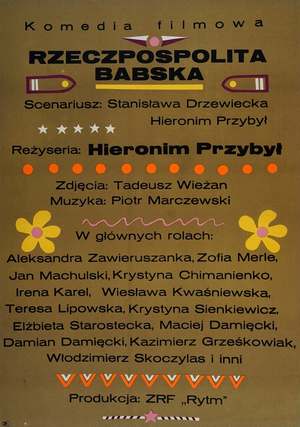 Komedia filmowa
RZECZPOSPOLITA
BABSKA
Scenariusz: Stanisława Drzewiecka
Hieronim Przybył
Reżyseria: Hieronim Przybył
Zdjęcia: Tadeusz Wieżan
Muzyka: Piotr Marczewski
W głównych rolach:
Aleksandra Zawieruszanka, Zofia Merle,
Jan Machulski, Krystyna Chimanienko,
Irena Karel, Wiesława Kwaśniewska,
Teresa Lipowska, Krystyna Sienkiewicz,
Elżbieta Starostecka, Maciej Damięcki,
Damian Damięcki, Kazimierz Grześkowiak,
Włodzimierz Skoczylas i inni
Produkcja: ZRF „Rytm”